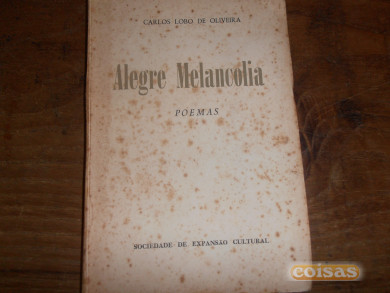 CARLOS LOBO DE OLIVEIRA
Alegre Melancolia
POEMAS
SOCIEDADE DE EXPANSÃO CULTURAL
coisas